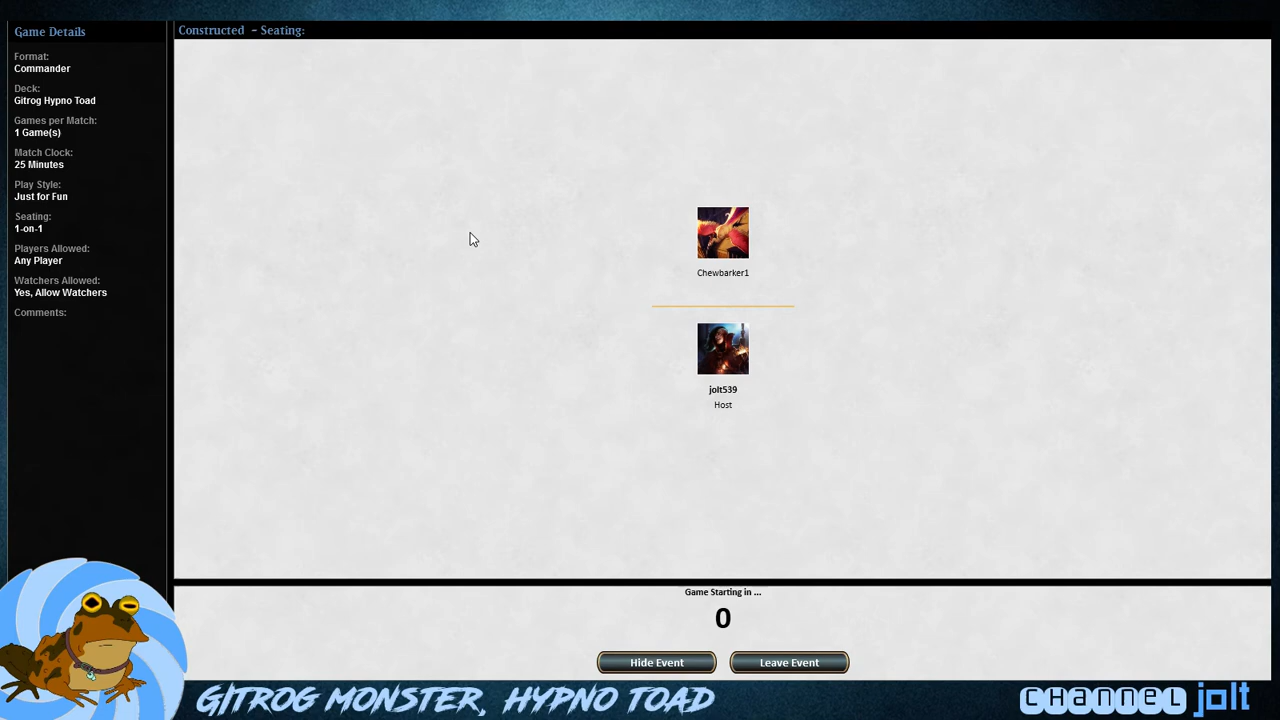 Game Details
Format:
Commander
Deck:
Gitrog Hypno Toad
Games per Match:
1 Game(s)
Match Clock:
25 Minutes
Play Style:
Just for Fun
Seating:
1-on-1
Players Allowed:
Any Player
Watchers Allowed:
Yes, Allow Watchers
Comments:
Constructed - Seating:
Chewbarker1
jolt539
Host
Game Starting in ...
0
Hide Event Leave Event
GITROG MONSTER, HYPNO TOAD
cHANNEL jolt